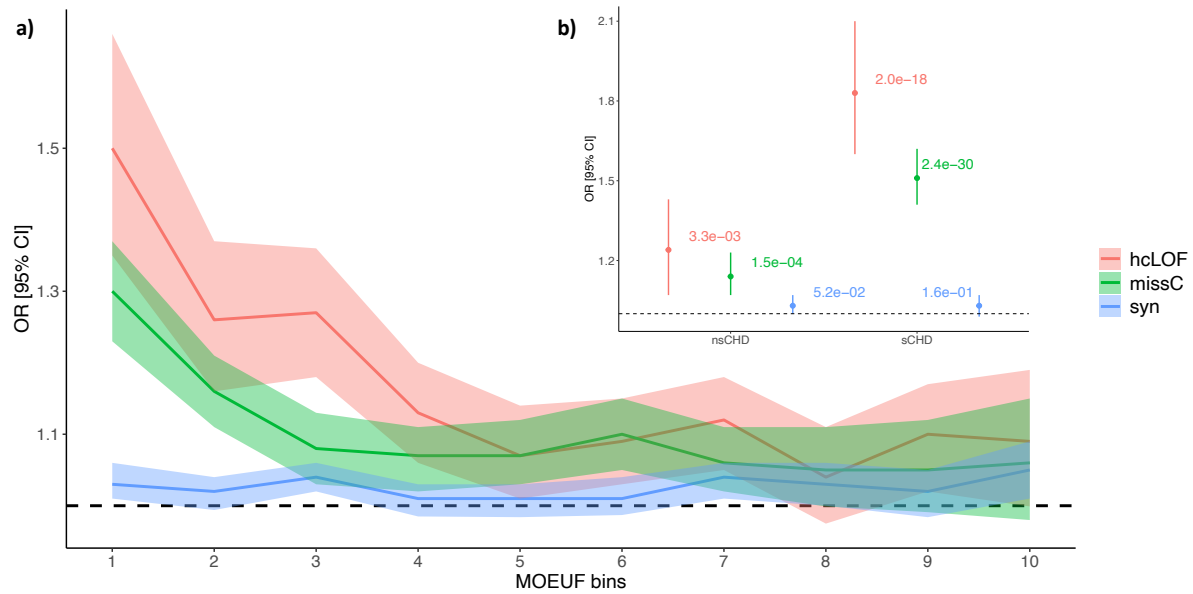 a)
OR [95% CI]
1.5
1.3
1.1
1
2
3
4
5
6
7
8
9
10
MOEUF bins
b)
OR [95% CI]
2.1
1.8
1.5
1.2
3.3e−03
1.5e−04
5.2e−02
2.0e−18
2.4e−30
1.6e−01
nsCHD
sCHD
hcLOF
missC
syn